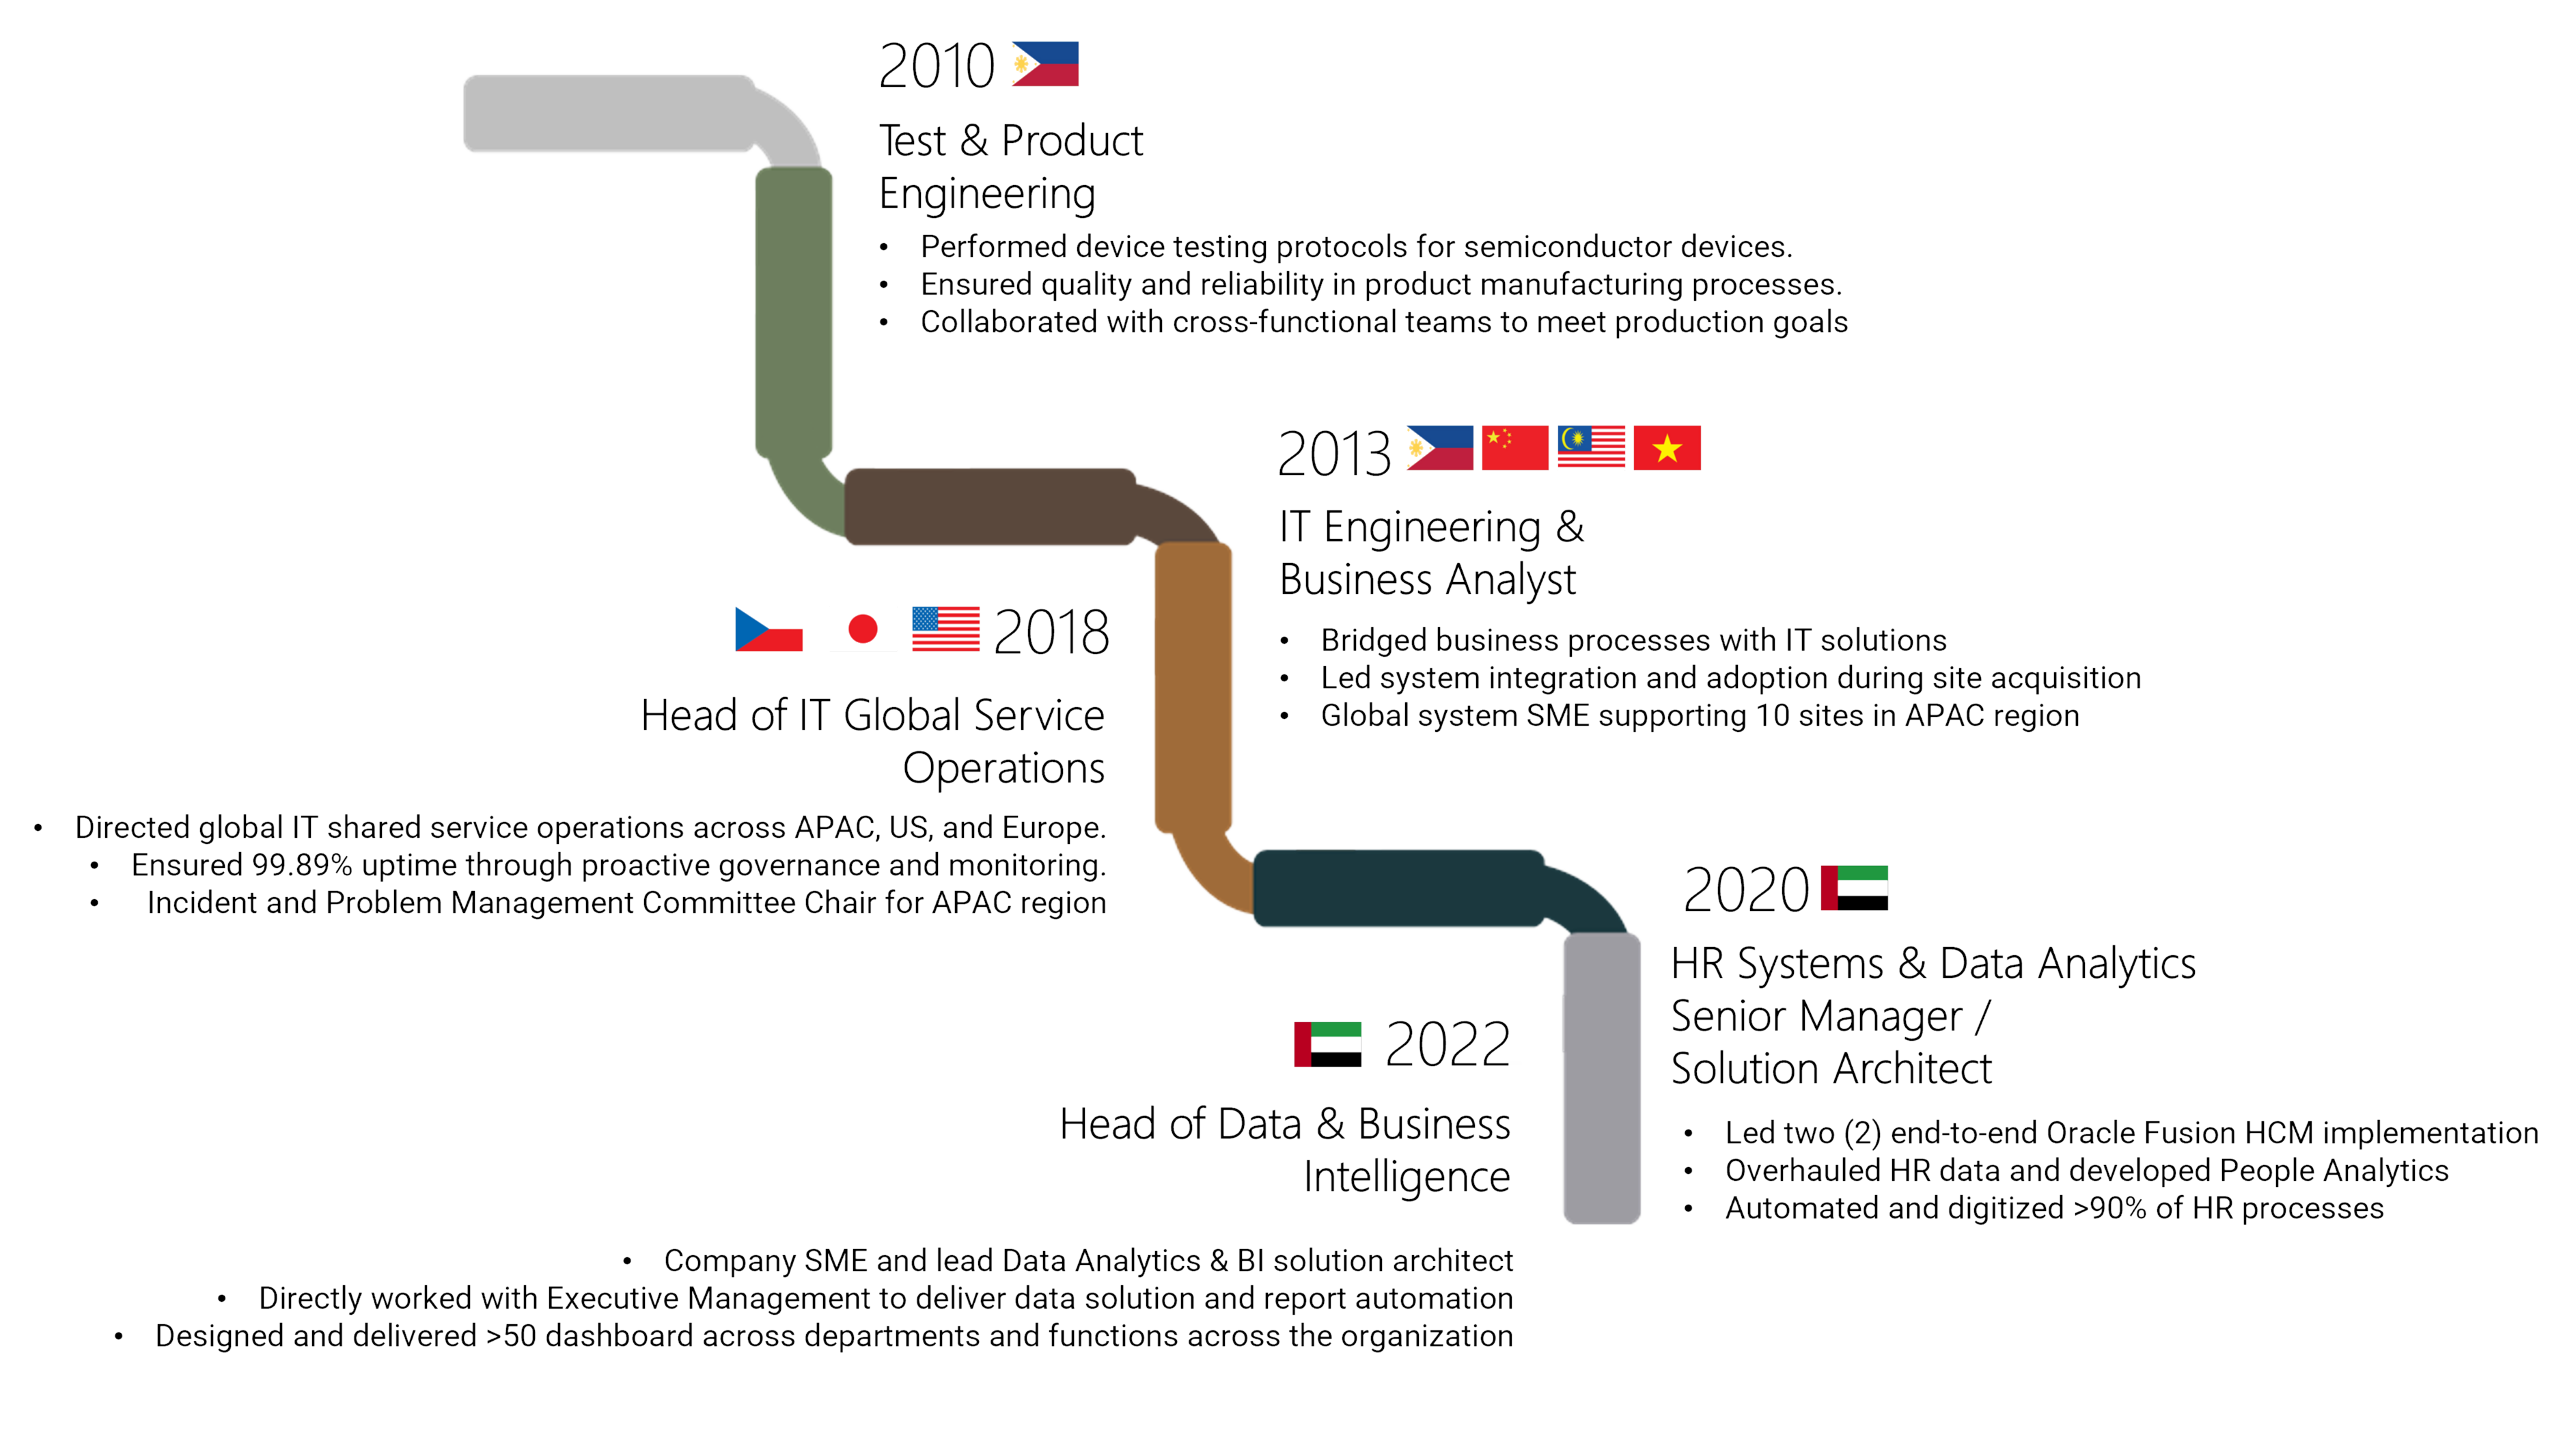 2010
Test & Product
Engineering
• Performed device testing protocols for semiconductor devices.
• Ensured quality and reliability in product manufacturing processes.
• Collaborated with cross-functional teams to meet production goals
2013
IT Engineering &
Business Analyst
• Bridged business processes with IT solutions
• Led system integration and adoption during site acquisition
• Global system SME supporting 10 sites in APAC region
2018
Head of IT Global Service
Operations
• Directed global IT shared service operations across APAC, US, and Europe.
• Ensured 99.89% uptime through proactive governance and monitoring.
• Incident and Problem Management Committee Chair for APAC region
2020
HR Systems & Data Analytics
Senior Manager /
Solution Architect
• Led two (2) end-to-end Oracle Fusion HCM implementation
• Overhauled HR data and developed People Analytics
• Automated and digitized >90% of HR processes
2022
Head of Data & Business
Intelligence
• Company SME and lead Data Analytics & BI solution architect
• Directly worked with Executive Management to deliver data solution and report automation
• Designed and delivered >50 dashboard across departments and functions across the organization